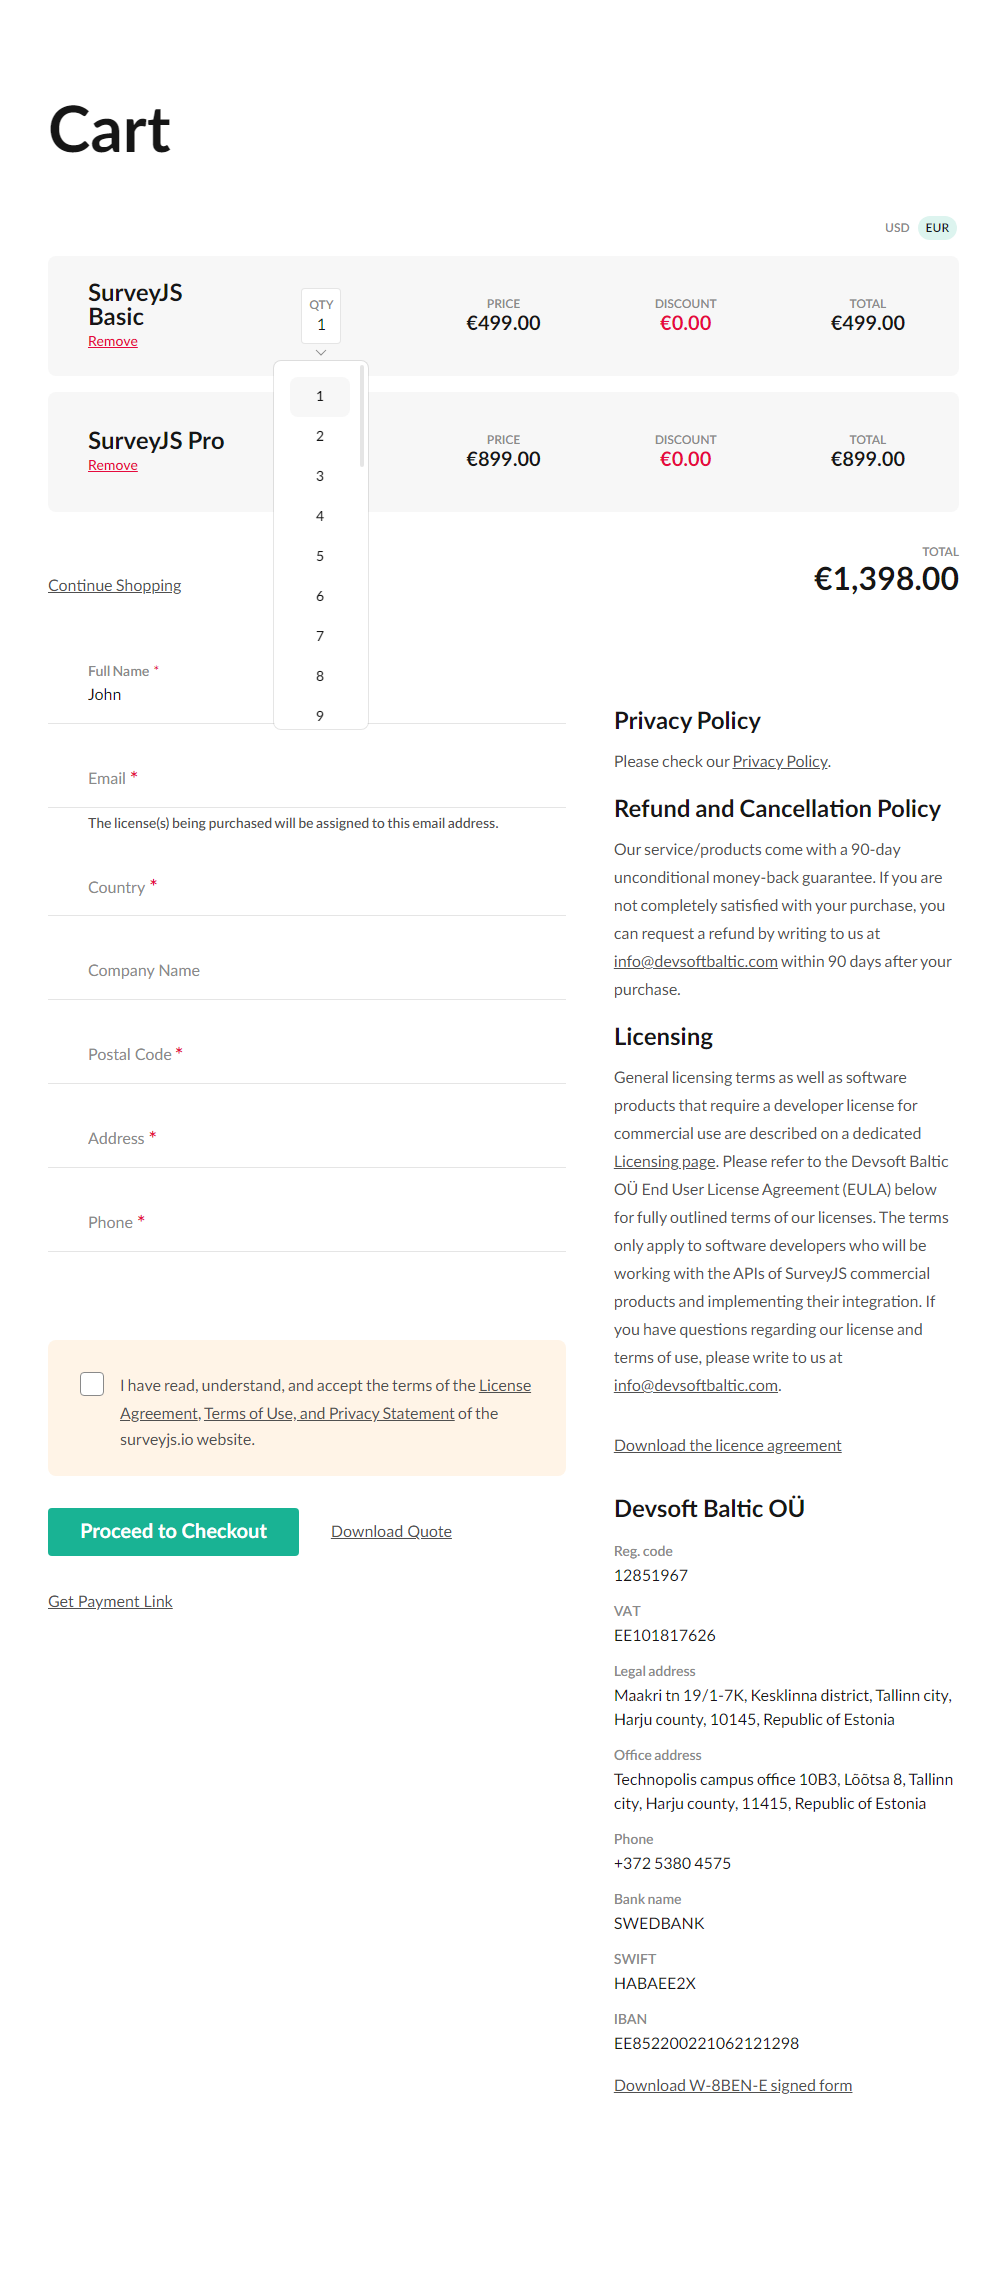 Cart
USD EUR
SurveyJS
Basic
Remove
QTY
1
PRICE
€499.00
DISCOUNT
€0.00
TOTAL
€499.00
1
2
3
4
5
6
7
8
9
SurveyJS Pro
Remove
PRICE
€899.00
DISCOUNT
€0.00
TOTAL
€899.00
TOTAL
€1,398.00
Continue Shopping
Full Name *
John
Email *
The license(s) being purchased will be assigned to this email address.
Country *
Company Name
Postal Code *
Address *
Phone *
I have read, understand, and accept the terms of the License
Agreement, Terms of Use, and Privacy Statement of the
surveyjs.io website.
Proceed to Checkout
Download Quote
Get Payment Link
Privacy Policy
Please check our Privacy Policy.
Refund and Cancellation Policy
Our service/products come with a 90-day
unconditional money-back guarantee. If you are
not completely satisfied with your purchase, you
can request a refund by writing to us at
info@devsoftbaltic.com within 90 days after your
purchase.
Licensing
General licensing terms as well as software
products that require a developer license for
commercial use are described on a dedicated
Licensing page. Please refer to the Devsoft Baltic
OÜ End User License Agreement (EULA) below
for fully outlined terms of our licenses. The terms
only apply to software developers who will be
working with the APIs of SurveyJS commercial
products and implementing their integration. If
you have questions regarding our license and
terms of use, please write to us at
info@devsoftbaltic.com.
Download the licence agreement
Devsoft Baltic OÜ
Reg. code
12851967
VAT
EE101817626
Legal address
Maakri tn 19/1-7K, Kesklinna district, Tallinn city,
Harju county, 10145, Republic of Estonia
Office address
Technopolis campus office 10B3, Lõõtsa 8, Tallinn
city, Harju county, 11415, Republic of Estonia
Phone
+372 5380 4575
Bank name
SWEDBANK
SWIFT
HABAEE2X
IBAN
EE852200221062121298
Download W-8BEN-E signed form